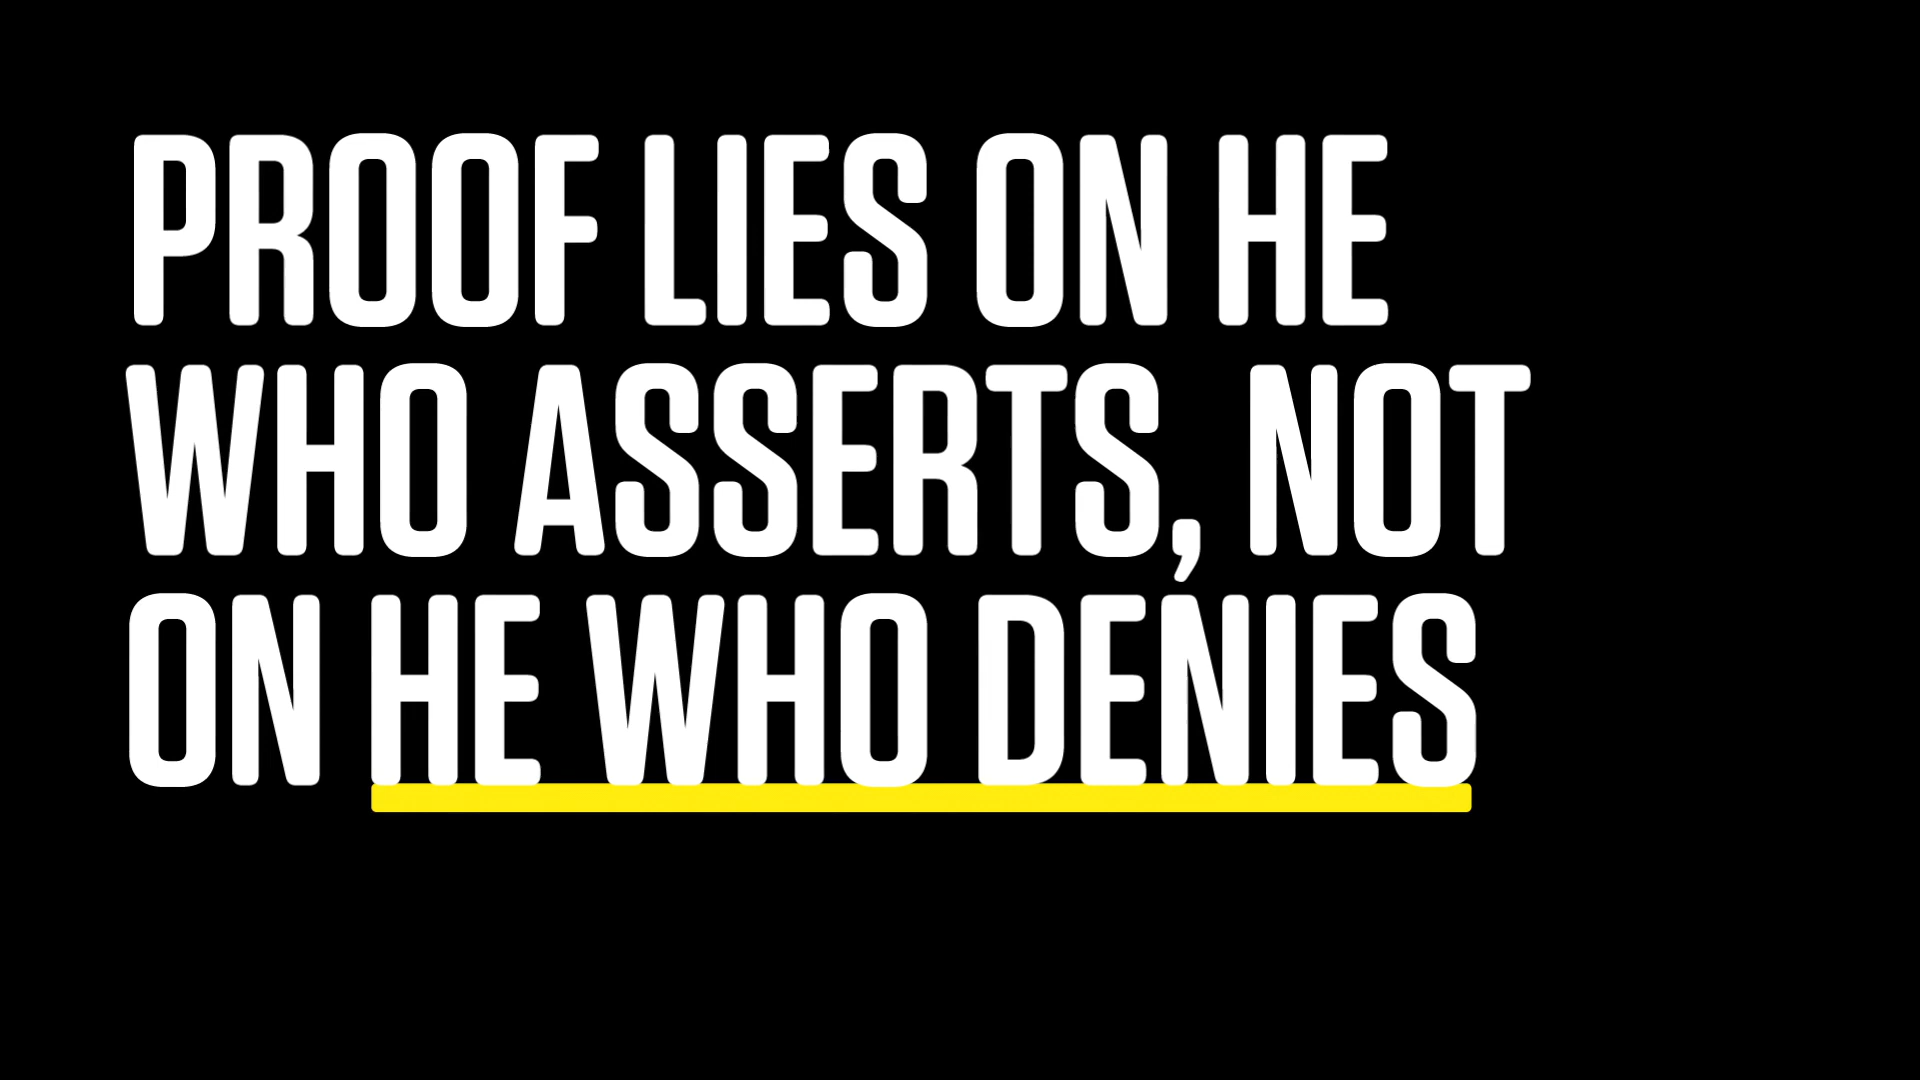 PROOF LIES ON HE
WHO ASSERTS, NOT
ON HE WHO DENIES